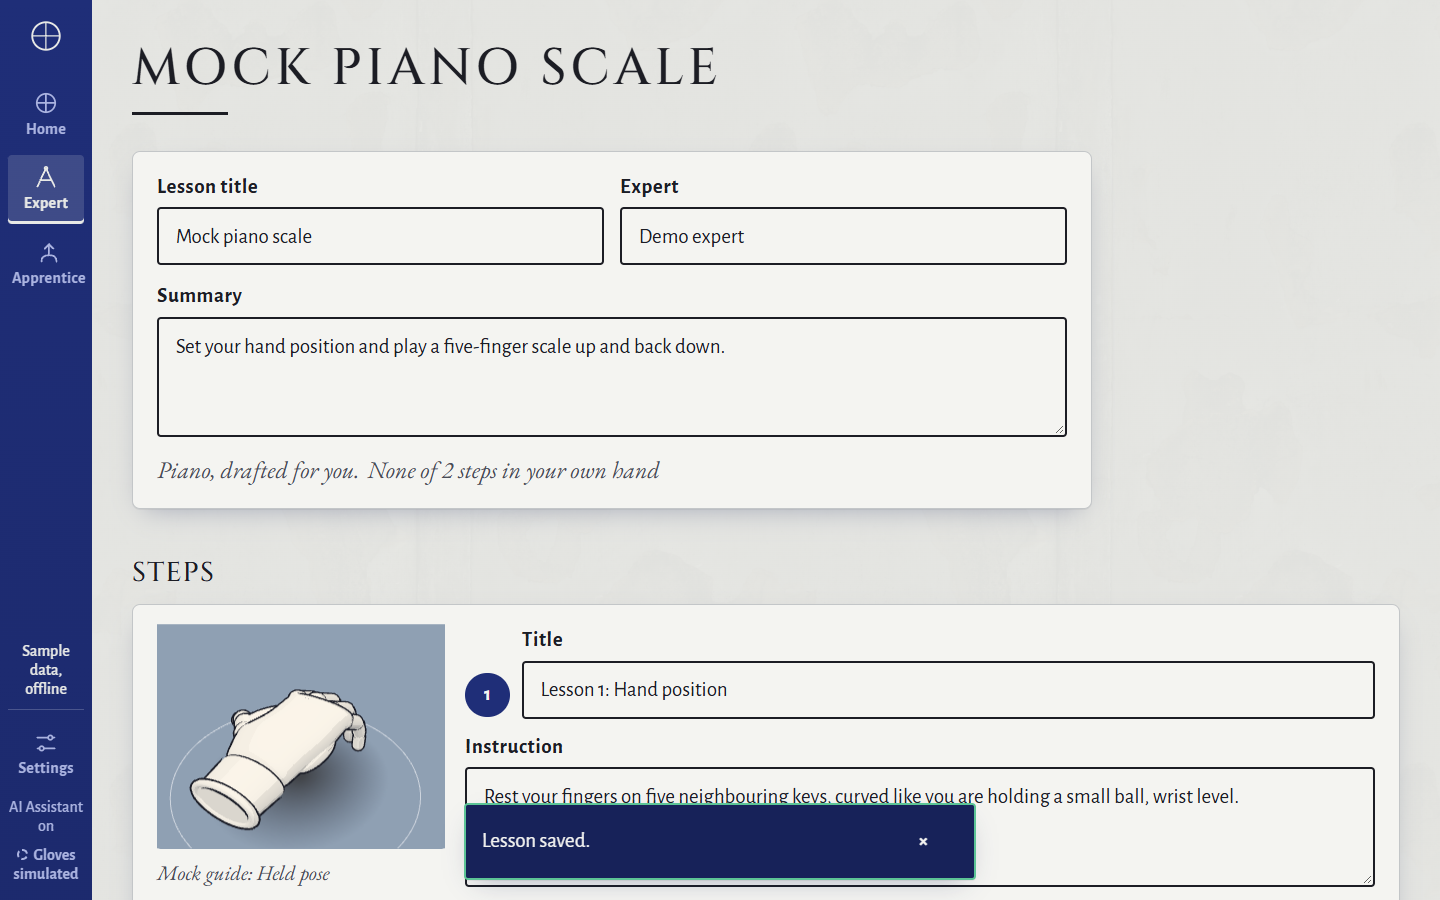 Home
Expert
Apprentice
Sample
data,
offline
Settings
AI Assistant
on
Gloves
simulated
MOCK PIANO SCALE
Lesson title
Mock piano scale
Expert
Demo expert
Summary
Set your hand position and play a five-finger scale up and back down.
Piano, drafted for you. None of 2 steps in your own hand
STEPS
Title
1
Lesson 1: Hand position
Instruction
Rest your fingers on five neighbouring keys, curved like you are holding a small ball, wrist level.
Lesson saved.
×
Mock guide: Held pose